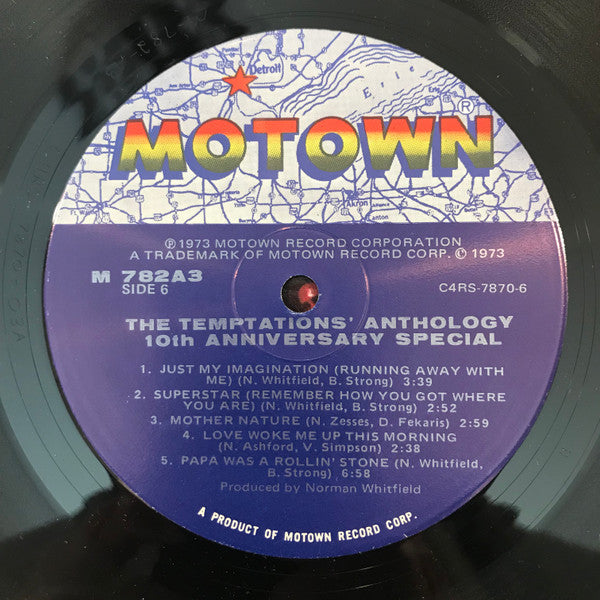 Detroit
Erie
MOTOWN®
Akron
Canton
℗ 1973 MOTOWN RECORD CORPORATION
A TRADEMARK OF MOTOWN RECORD CORP. © 1973
M 782A3
SIDE 6
C4RS-7870-6
THE TEMPTATIONS' ANTHOLOGY
10th ANNIVERSARY SPECIAL
1. JUST MY IMAGINATION (RUNNING AWAY WITH
ME) (N. Whitfield, B. Strong) 3:39
2. SUPERSTAR (REMEMBER HOW YOU GOT WHERE
YOU ARE) (N. Whitfield, B. Strong) 2:52
3. MOTHER NATURE (N. Zesses, D. Fekaris) 2:59
4. LOVE WOKE ME UP THIS MORNING
(N. Ashford, V. Simpson) 2:38
5. PAPA WAS A ROLLIN' STONE (N. Whitfield,
B. Strong) 6:58
Produced by Norman Whitfield
A PRODUCT OF MOTOWN RECORD CORP.